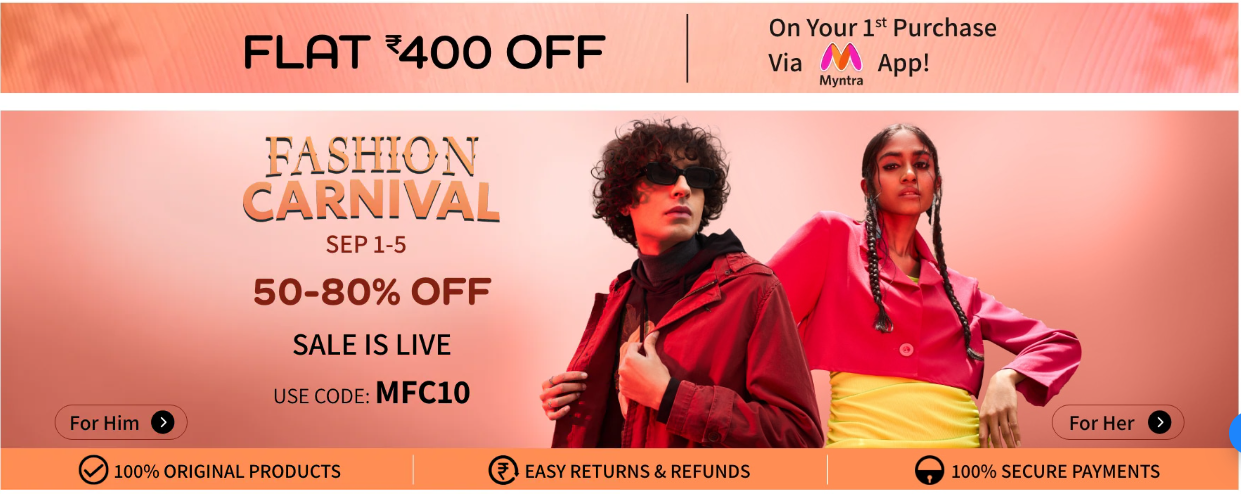 FLAT ₹400 OFF
On Your 1st Purchase
Via Myntra App!
FASHION
CARNIVAL
SEP 1-5
50-80% OFF
SALE IS LIVE
USE CODE: MFC10
For Him
For Her
100% ORIGINAL PRODUCTS
EASY RETURNS & REFUNDS
100% SECURE PAYMENTS